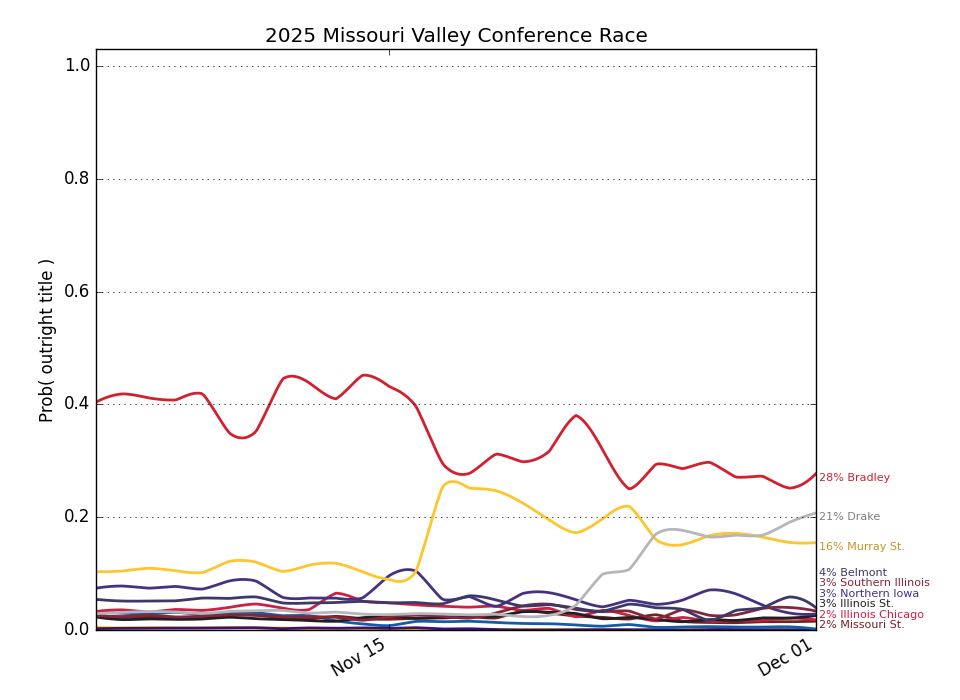 2025 Missouri Valley Conference Race
1.0
0.8
0.6
0.4
0.2
0.0
Prob( outright title )
Nov 15
Dec 01
28% Bradley
21% Drake
16% Murray St.
4% Belmont
3% Southern Illinois
3% Northern Iowa
3% Illinois St.
2% Illinois Chicago
2% Missouri St.